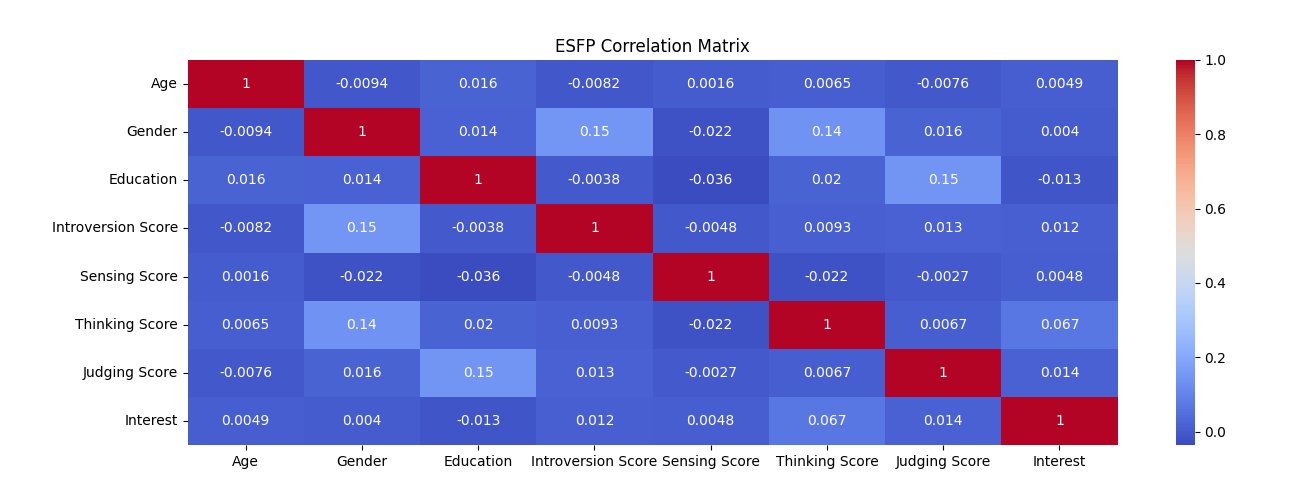 ESFP Correlation Matrix
Age 1 -0.0094 0.016 -0.0082 0.0016 0.0065 -0.0076 0.0049
Gender -0.0094 1 0.014 0.15 -0.022 0.14 0.016 0.004
Education 0.016 0.014 1 -0.0038 -0.036 0.02 0.15 -0.013
Introversion Score -0.0082 0.15 -0.0038 1 -0.0048 0.0093 0.013 0.012
Sensing Score 0.0016 -0.022 -0.036 -0.0048 1 -0.022 -0.0027 0.0048
Thinking Score 0.0065 0.14 0.02 0.0093 -0.022 1 0.0067 0.067
Judging Score -0.0076 0.016 0.15 0.013 -0.0027 0.0067 1 0.014
Interest 0.0049 0.004 -0.013 0.012 0.0048 0.067 0.014 1
Age Gender Education Introversion Score Sensing Score Thinking Score Judging Score Interest
1.0
0.8
0.6
0.4
0.2
0.0